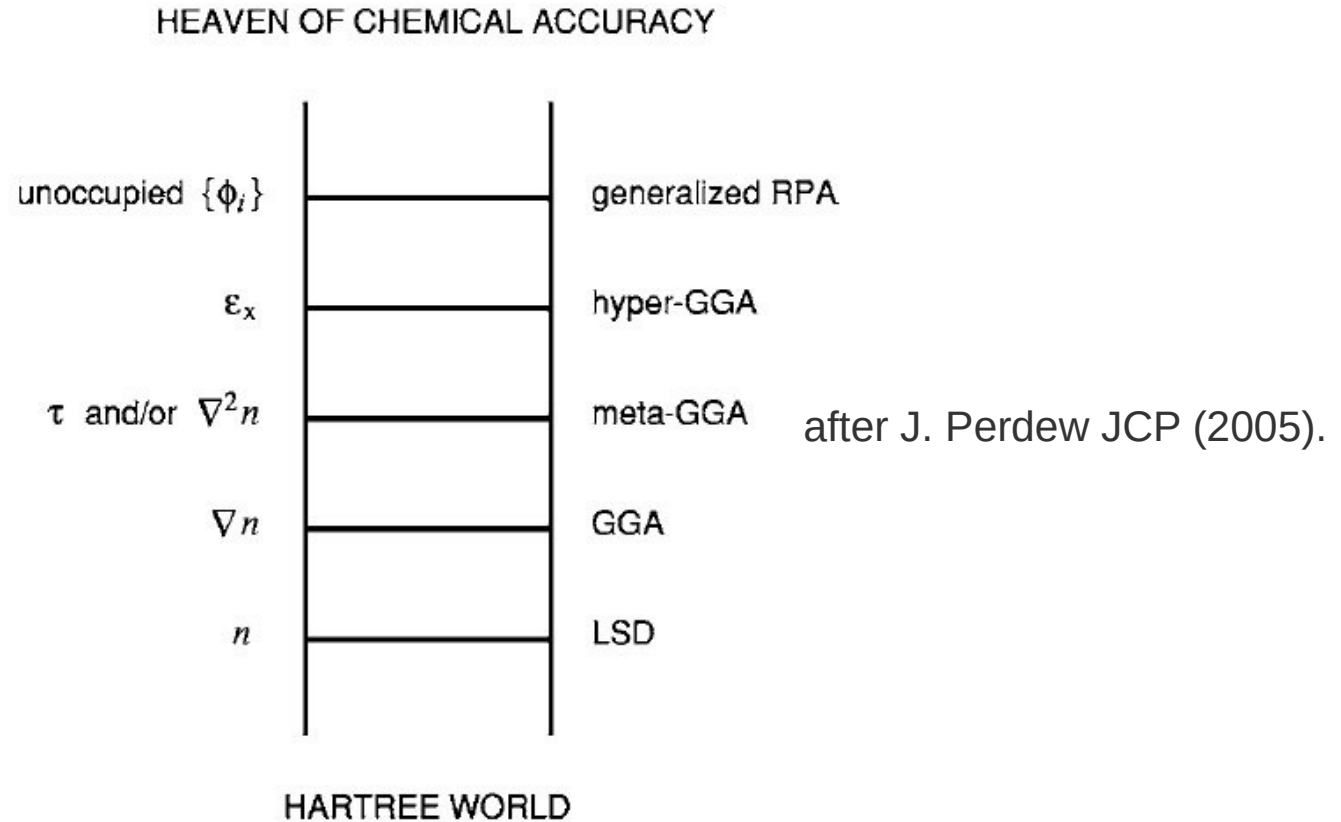 HEAVEN OF CHEMICAL ACCURACY
unoccupied {ϕᵢ} generalized RPA
εₓ hyper-GGA
τ and/or ∇²n meta-GGA after J. Perdew JCP (2005).
∇n GGA
n LSD
HARTREE WORLD